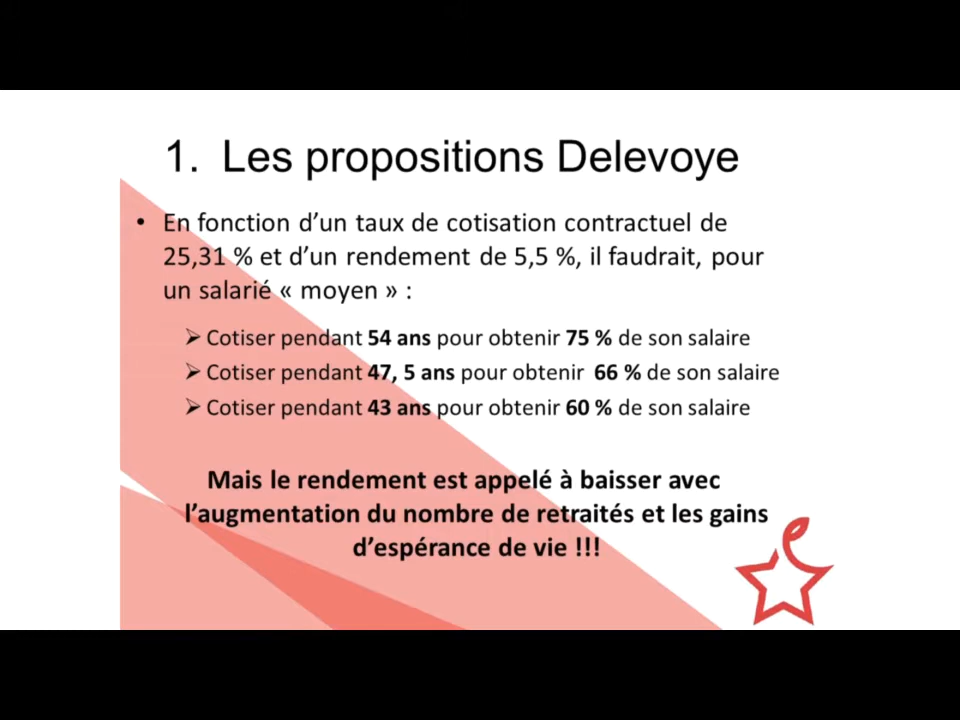 1. Les propositions Delevoye
• En fonction d’un taux de cotisation contractuel de
25,31 % et d’un rendement de 5,5 %, il faudrait, pour
un salarié « moyen » :
➢ Cotiser pendant 54 ans pour obtenir 75 % de son salaire
➢ Cotiser pendant 47, 5 ans pour obtenir 66 % de son salaire
➢ Cotiser pendant 43 ans pour obtenir 60 % de son salaire
Mais le rendement est appelé à baisser avec
l’augmentation du nombre de retraités et les gains
d’espérance de vie !!!